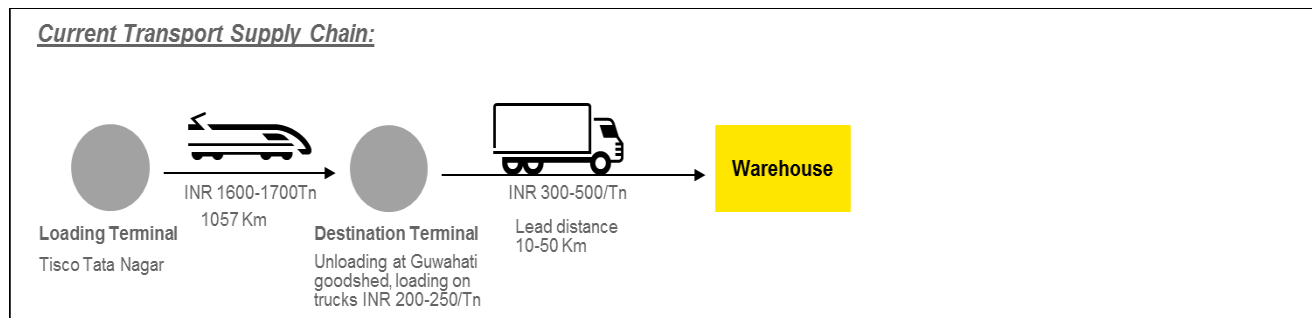 Current Transport Supply Chain:
INR 1600-1700Tn
1057 Km
INR 300-500/Tn
Lead distance
10-50 Km
Warehouse
Loading Terminal
Tisco Tata Nagar
Destination Terminal
Unloading at Guwahati
goodshed, loading on
trucks INR 200-250/Tn